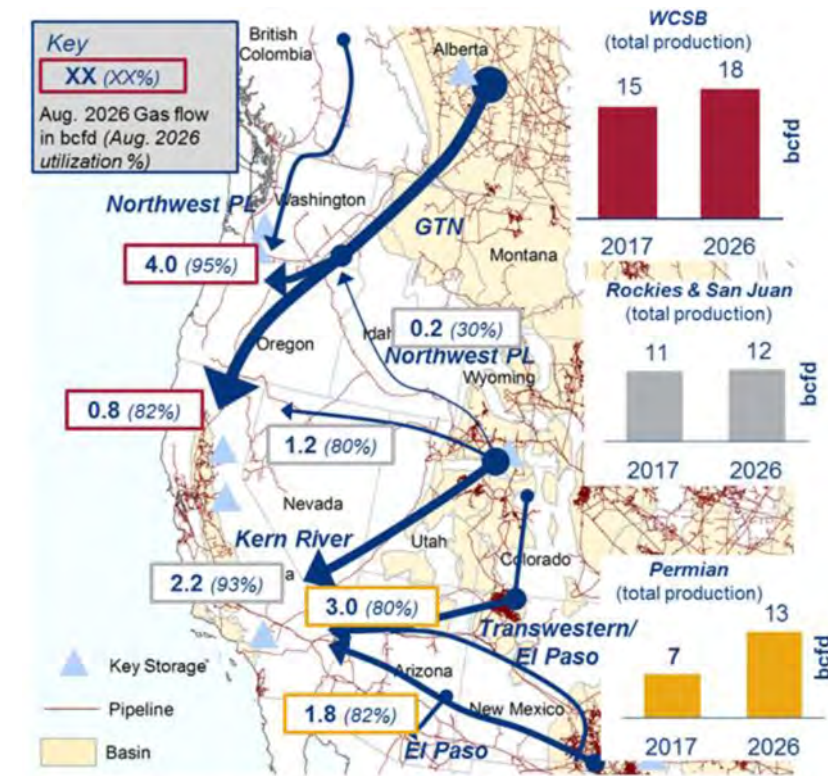 Key
XX (XX%)
Aug. 2026 Gas flow
in bcfd (Aug. 2026
utilization %)
British
Colombia
Alberta
Washington
Northwest PL
GTN
Montana
4.0 (95%)
0.2 (30%)
Oregon
Northwest PL
Wyoming
0.8 (82%)
1.2 (80%)
Nevada
Kern River
Utah
Colorado
2.2 (93%)
a
3.0 (80%)
Transwestern/
El Paso
Arizona
New Mexico
1.8 (82%)
El Paso
Key Storage
Pipeline
Basin
WCSB
(total production)
15
18
bcfd
2017
2026
Rockies & San Juan
(total production)
11
12
bcfd
2017
2026
Permian
(total production)
7
13
bcfd
2017
2026